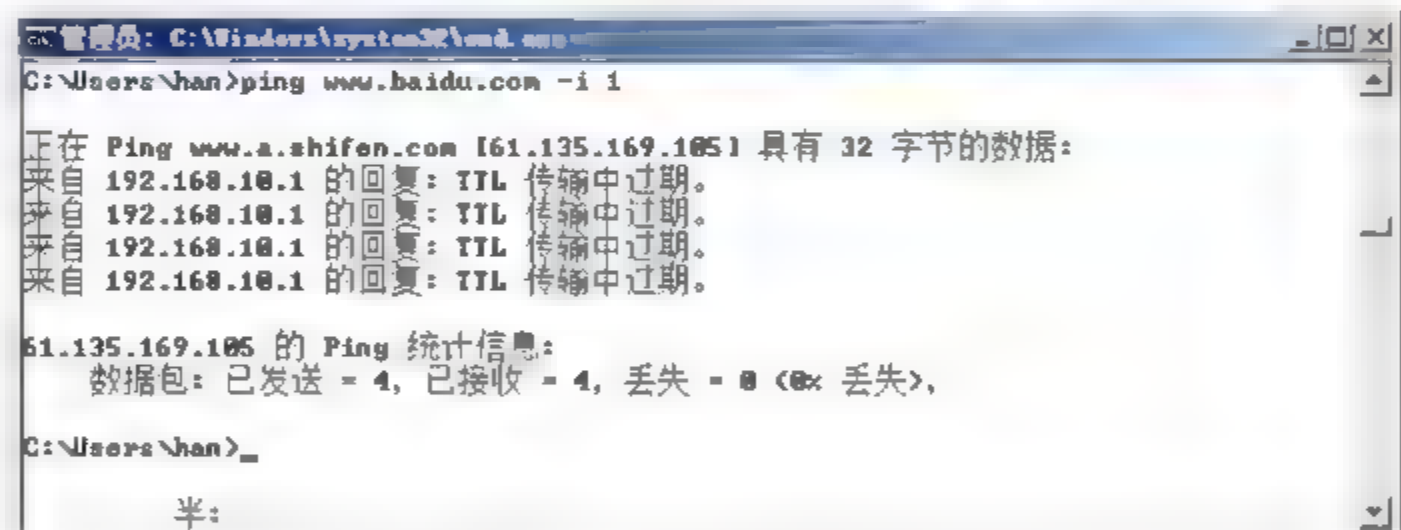 管理员: C:\Windows\system32\cmd.exe
C:\Users\han>ping www.baidu.com -i 1
正在 Ping www.a.shifen.com [61.135.169.105] 具有 32 字节的数据:
来自 192.168.10.1 的回复: TTL 传输中过期。
来自 192.168.10.1 的回复: TTL 传输中过期。
来自 192.168.10.1 的回复: TTL 传输中过期。
来自 192.168.10.1 的回复: TTL 传输中过期。
61.135.169.105 的 Ping 统计信息:
数据包: 已发送 = 4, 已接收 = 4, 丢失 = 0 (0% 丢失),
C:\Users\han>_
半: